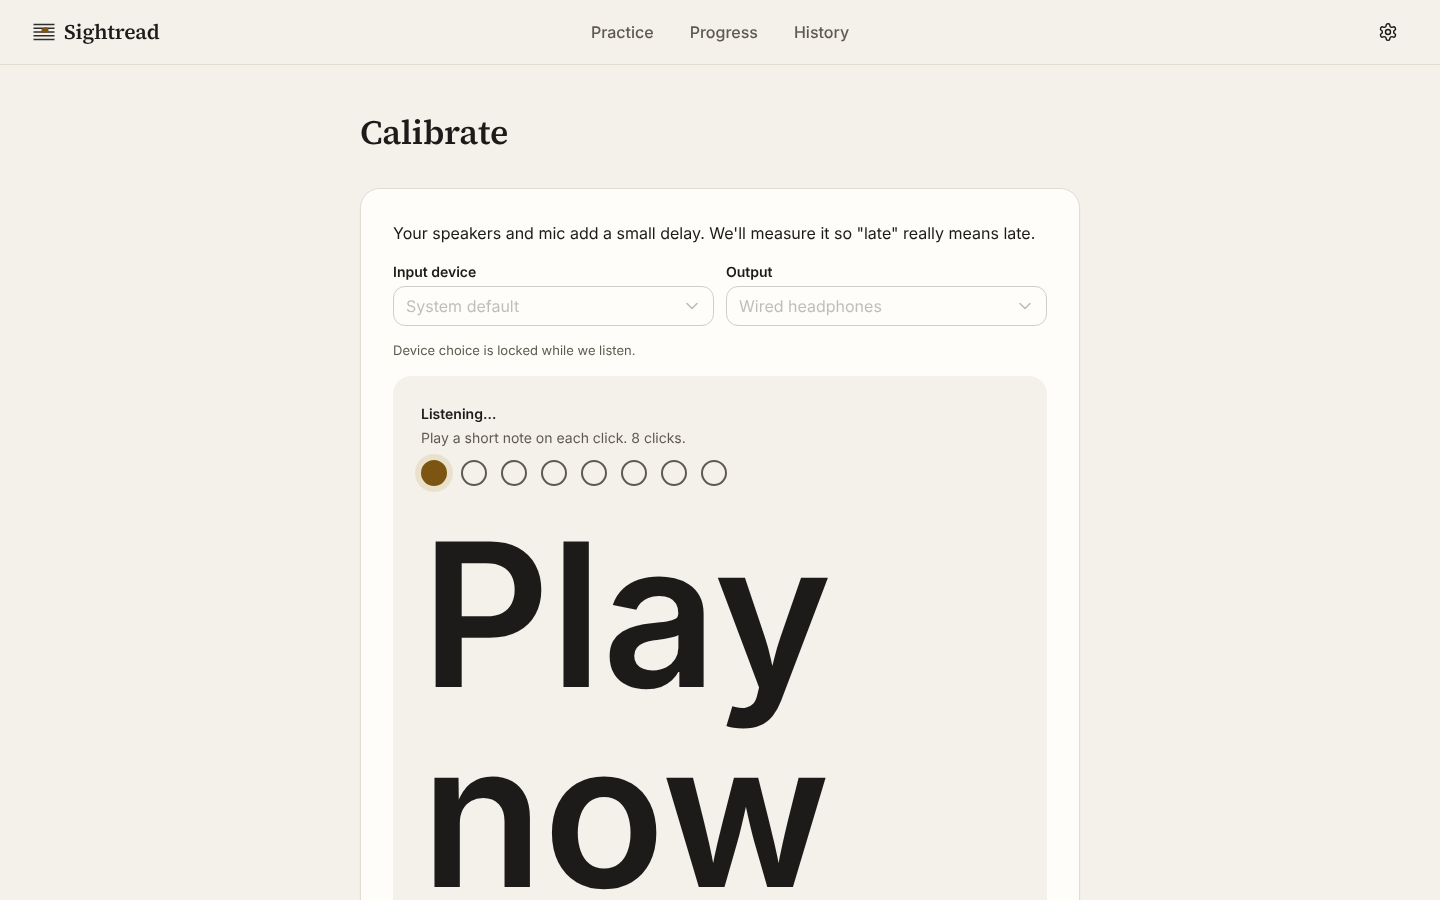 Sightread
Practice
Progress
History
Calibrate
Your speakers and mic add a small delay. We'll measure it so "late" really means late.
Input device
Output
System default
Wired headphones
Device choice is locked while we listen.
Listening...
Play a short note on each click. 8 clicks.
Play
now